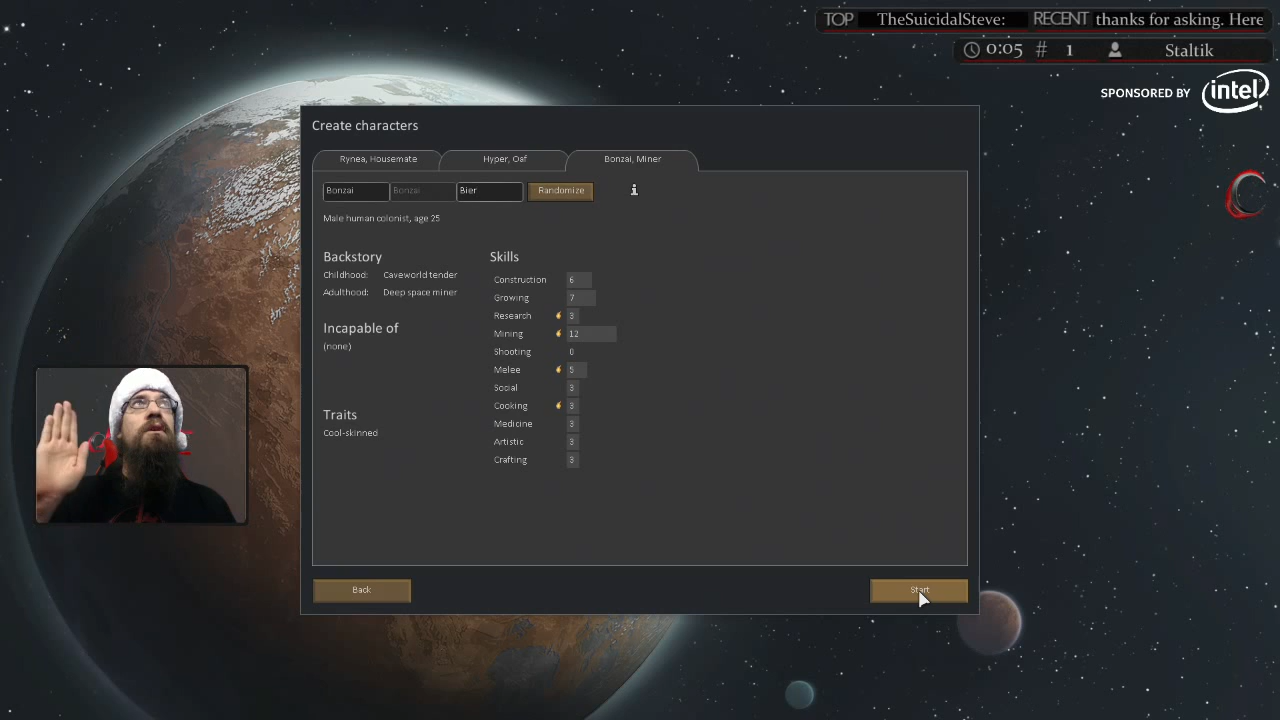 TOP TheSuicidalSteve: RECENT thanks for asking. Here
0:05 # 1 Staltik
SPONSORED BY intel
Create characters
Rynea, Housemate Hyper, Oaf Bonzai, Miner
Bonzai Bonzai Bier Randomize
Male human colonist, age 25
Backstory
Childhood: Caveworld tender
Adulthood: Deep space miner
Incapable of
(none)
Traits
Cool-skinned
Skills
Construction 6
Growing 7
Research 3
Mining 12
Shooting 0
Melee 5
Social 3
Cooking 3
Medicine 3
Artistic 3
Crafting 3
Back Start